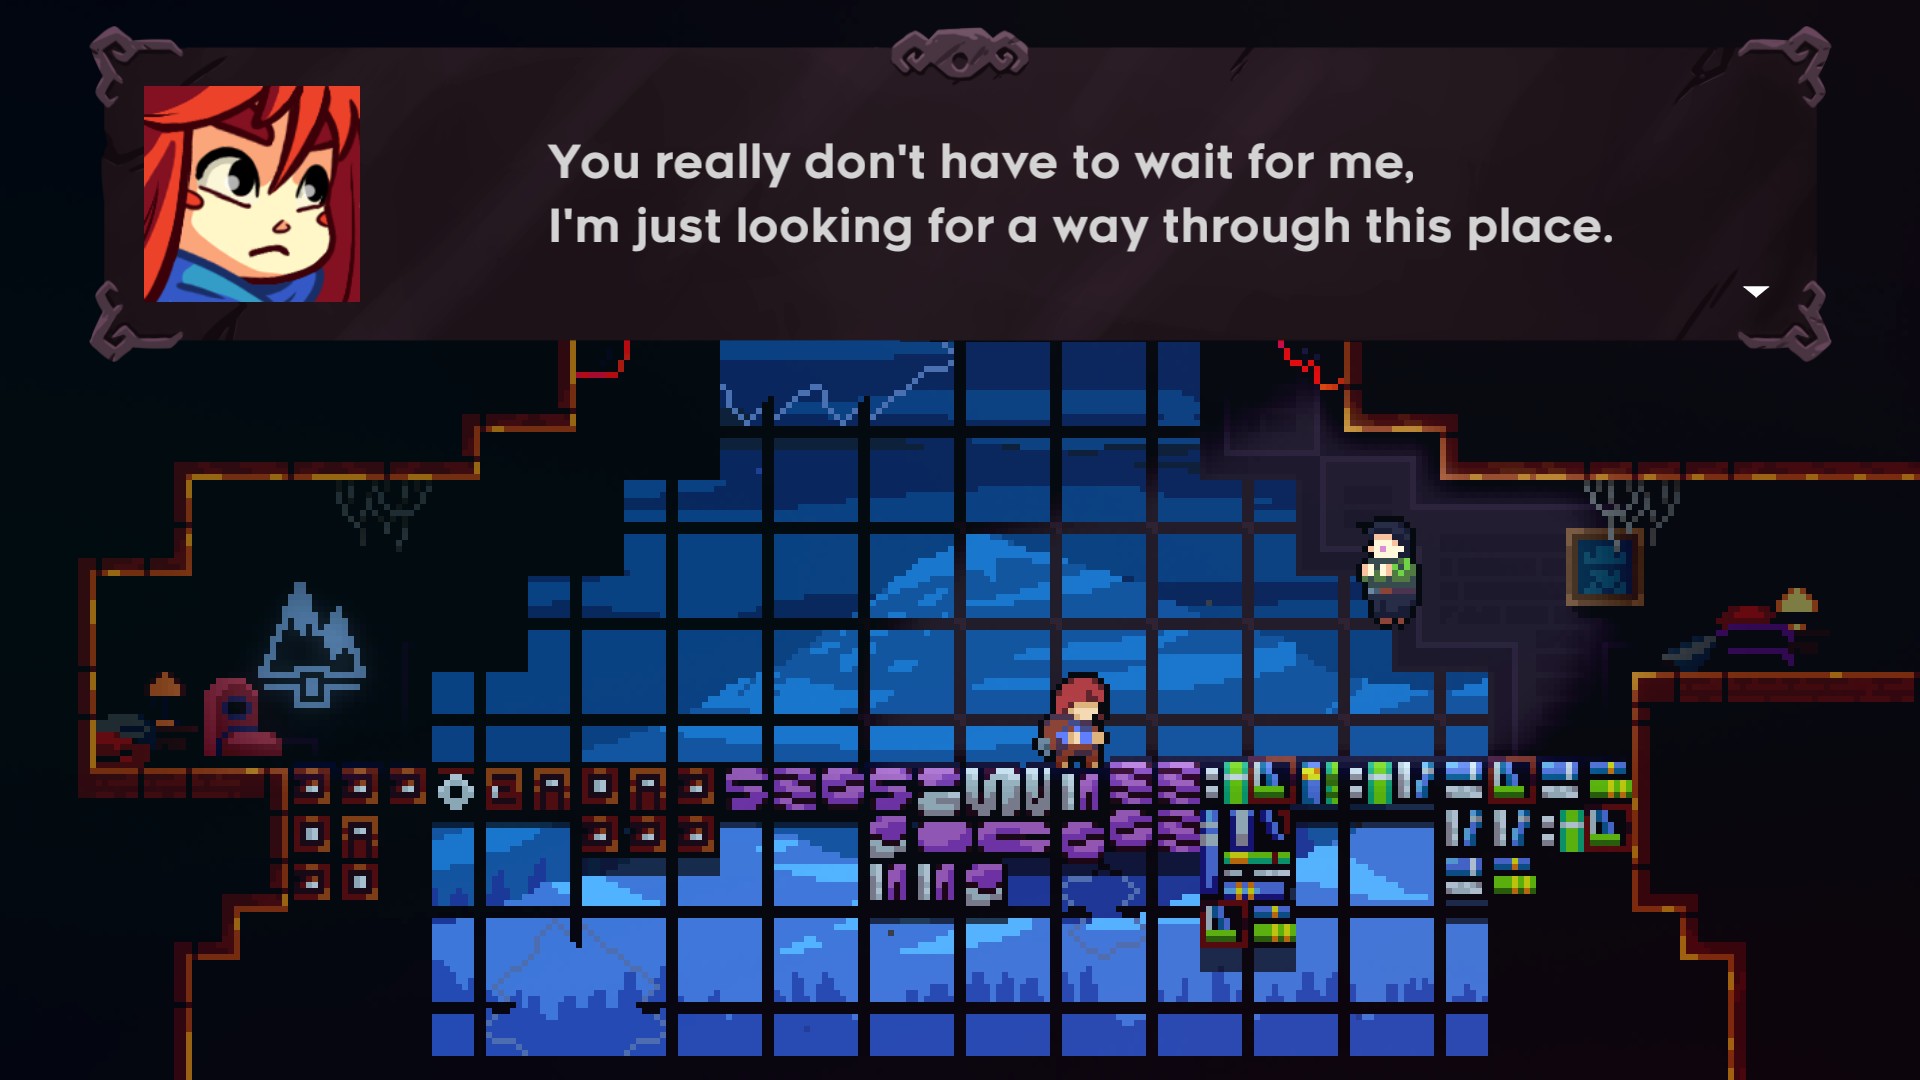 You really don't have to wait for me,
I'm just looking for a way through this place.